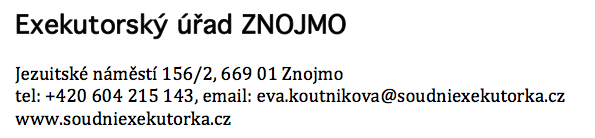 Exekutorský úřad ZNOJMO
Jezuitské náměstí 156/2, 669 01 Znojmo
tel: +420 604 215 143, email: eva.koutnikova@soudniexekutorka.cz
www.soudniexekutorka.cz